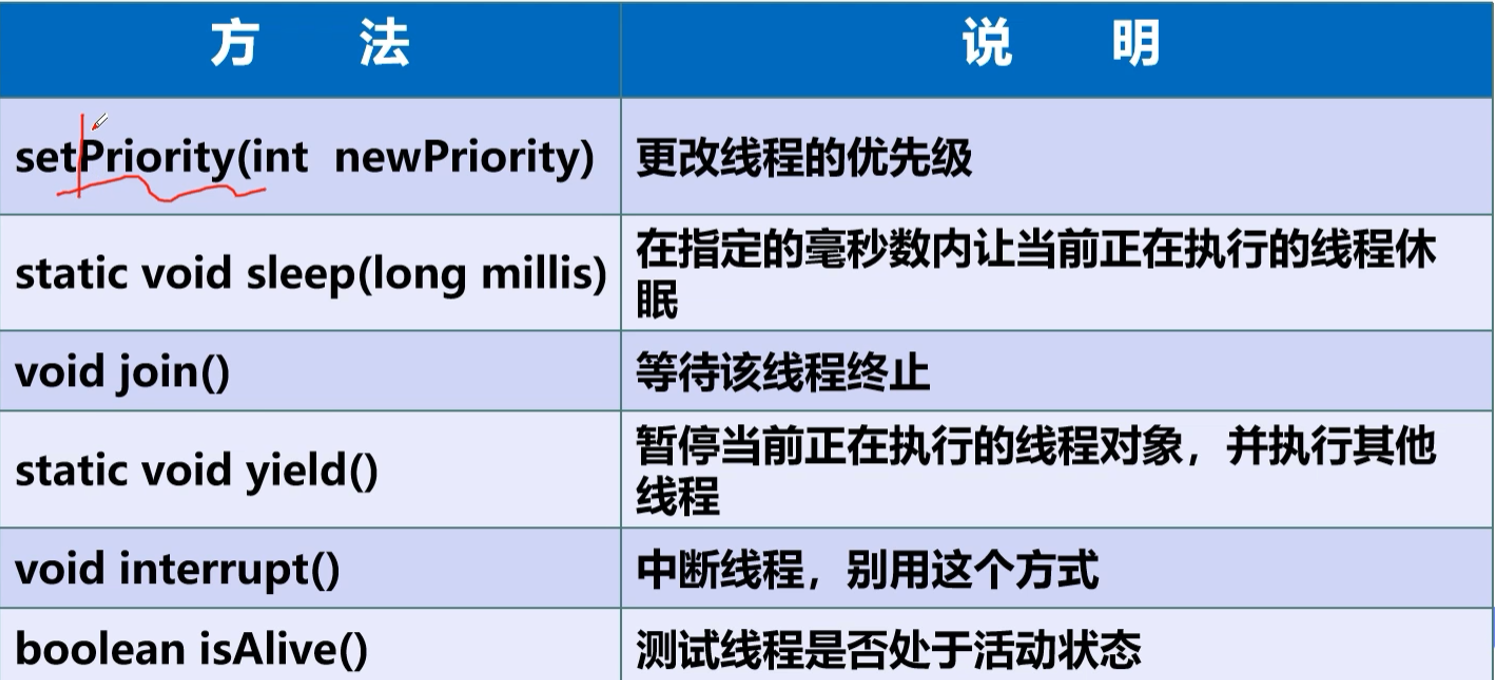 方 法 说 明
setPriority(int newPriority) 更改线程的优先级
static void sleep(long millis) 在指定的毫秒数内让当前正在执行的线程休
眠
void join() 等待该线程终止
static void yield() 暂停当前正在执行的线程对象，并执行其他
线程
void interrupt() 中断线程，别用这个方式
boolean isAlive() 测试线程是否处于活动状态